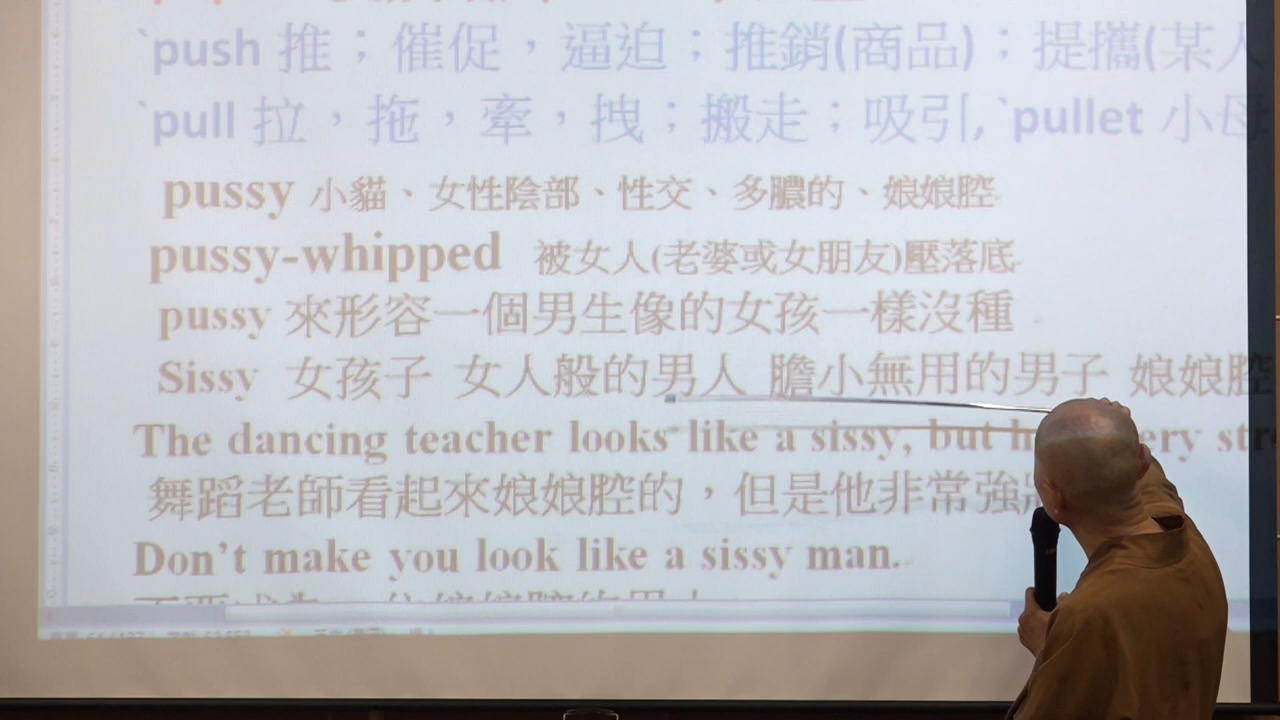 `push 推；催促，逼迫；推銷(商品)；提攜(某人
`pull 拉，拖，牽，拽；搬走；吸引, `pullet 小母
pussy 小貓、女性陰部、性交、多膿的、娘娘腔
pussy-whipped 被女人(老婆或女朋友)壓落底
pussy 來形容一個男生像的女孩一樣沒種
Sissy 女孩子 女人般的男人 膽小無用的男子 娘娘腔
The dancing teacher looks like a sissy, but
舞蹈老師看起來娘娘腔的，但是他非常強
Don't make you look like a sissy man.